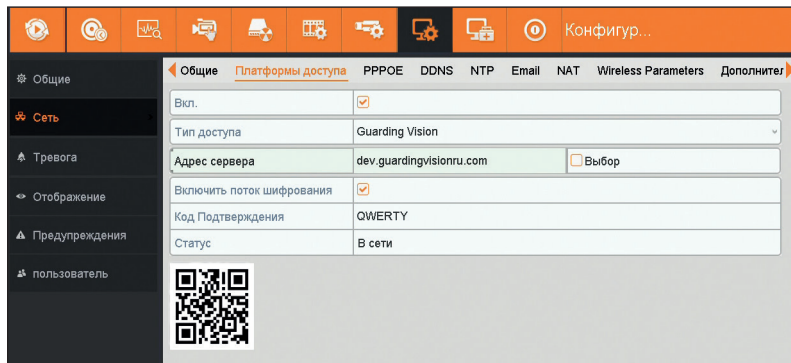 Конфигур...
Общие
Сеть
Тревога
Отображение
Предупреждения
пользователь
Общие Платформы доступа PPPOE DDNS NTP Email NAT Wireless Parameters Дополнител
Вкл.
Тип доступа Guarding Vision
Адрес сервера dev.guardingvisionru.com Выбор
Включить поток шифрования
Код Подтверждения QWERTY
Статус В сети